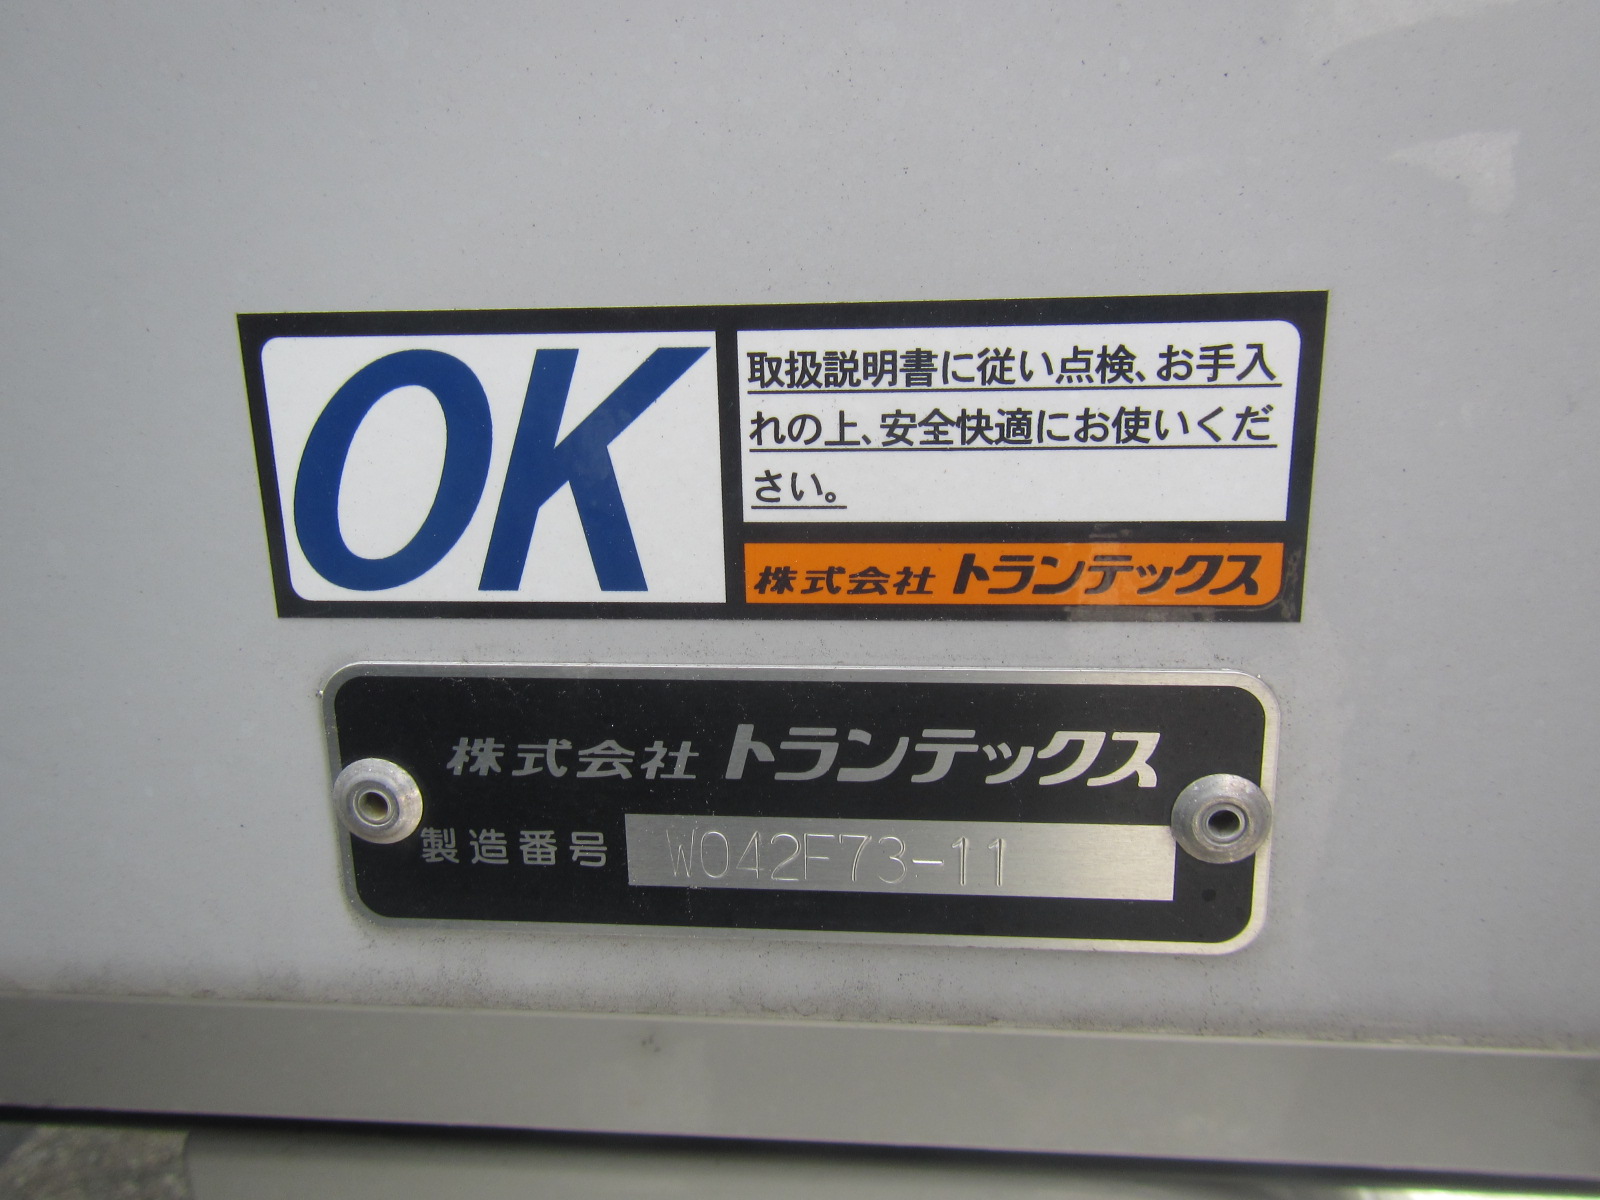 OK
取扱説明書に従い点検、お手入
れの上、安全快適にお使いくだ
さい。
株式会社 トランテックス
株式会社 トランテックス
製造番号 W042F73-11